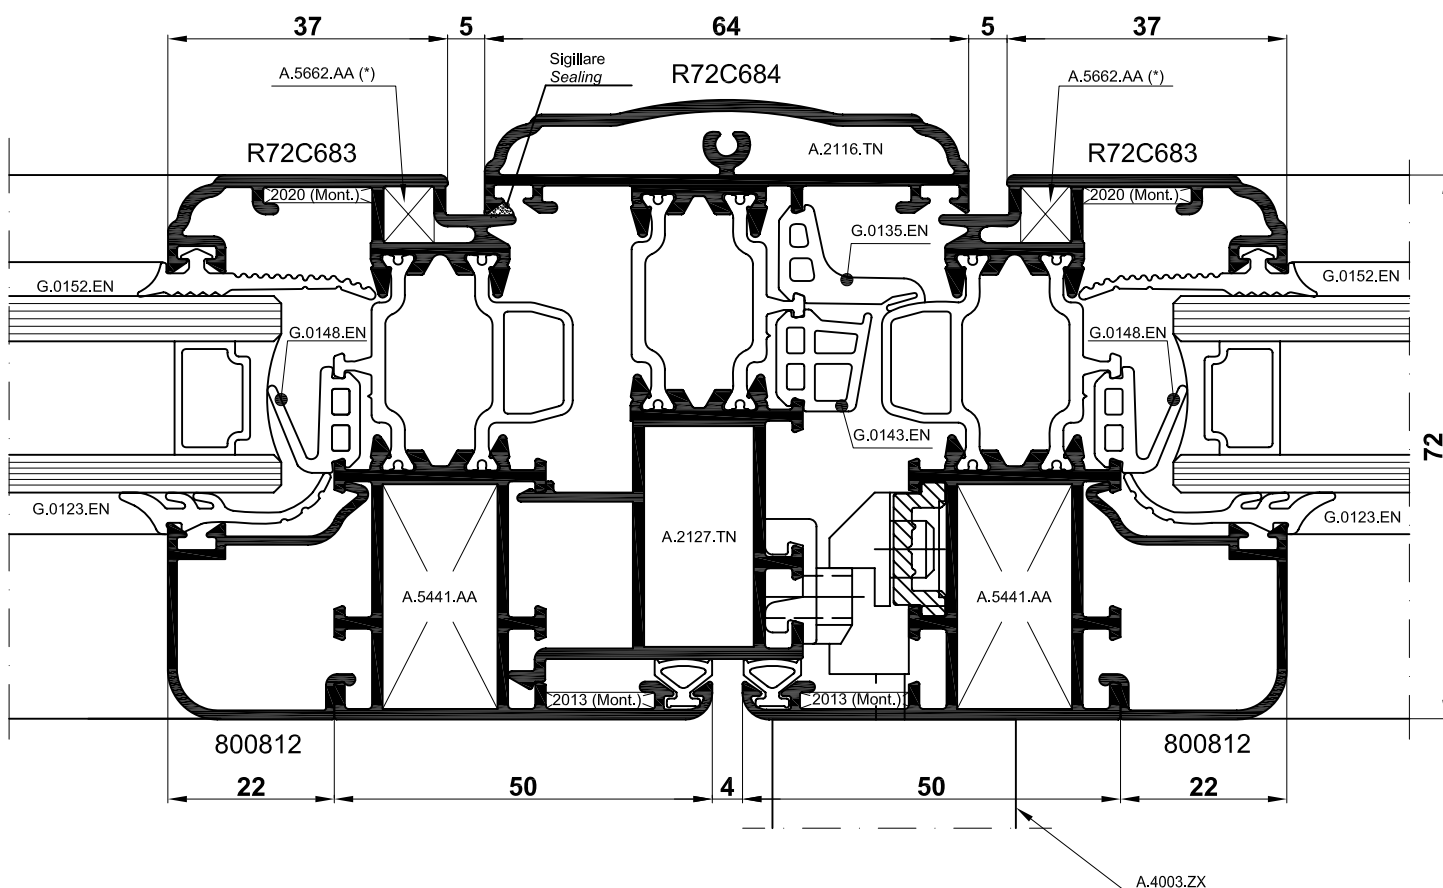 37 5 64 5 37
Sigillare
Sealing
R72C684
A.5662.AA (*)
A.5662.AA (*)
R72C683
A.2116.TN
R72C683
2020 (Mont.)
2020 (Mont.)
G.0135.EN
G.0152.EN
G.0152.EN
G.0148.EN
G.0148.EN
G.0143.EN
72
G.0123.EN
G.0123.EN
A.2127.TN
A.5441.AA
A.5441.AA
2013 (Mont.)
2013 (Mont.)
800812
800812
22 50 4 50 22
A.4003.ZX